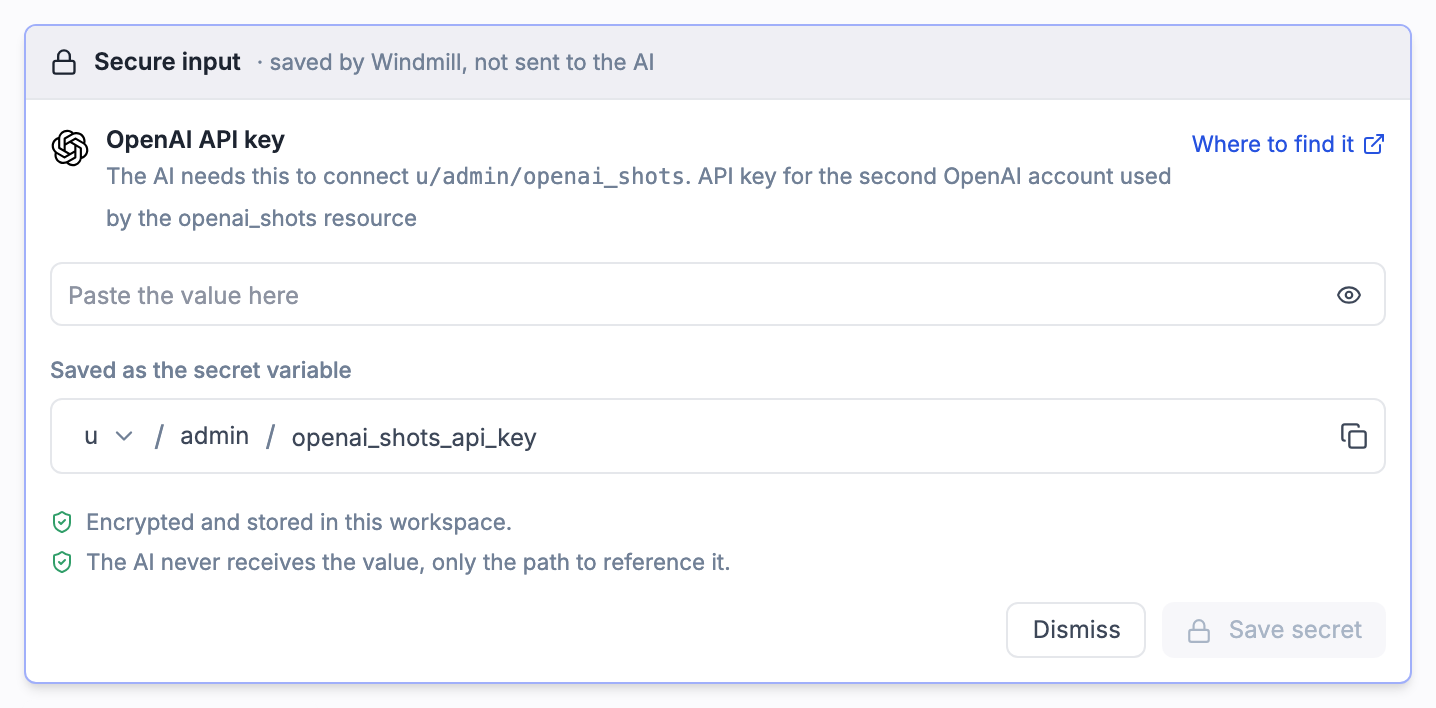 Secure input · saved by Windmill, not sent to the AI
OpenAI API key
Where to find it
The AI needs this to connect u/admin/openai_shots. API key for the second OpenAI account used
by the openai_shots resource
Paste the value here
Saved as the secret variable
u / admin / openai_shots_api_key
Encrypted and stored in this workspace.
The AI never receives the value, only the path to reference it.
Dismiss
Save secret